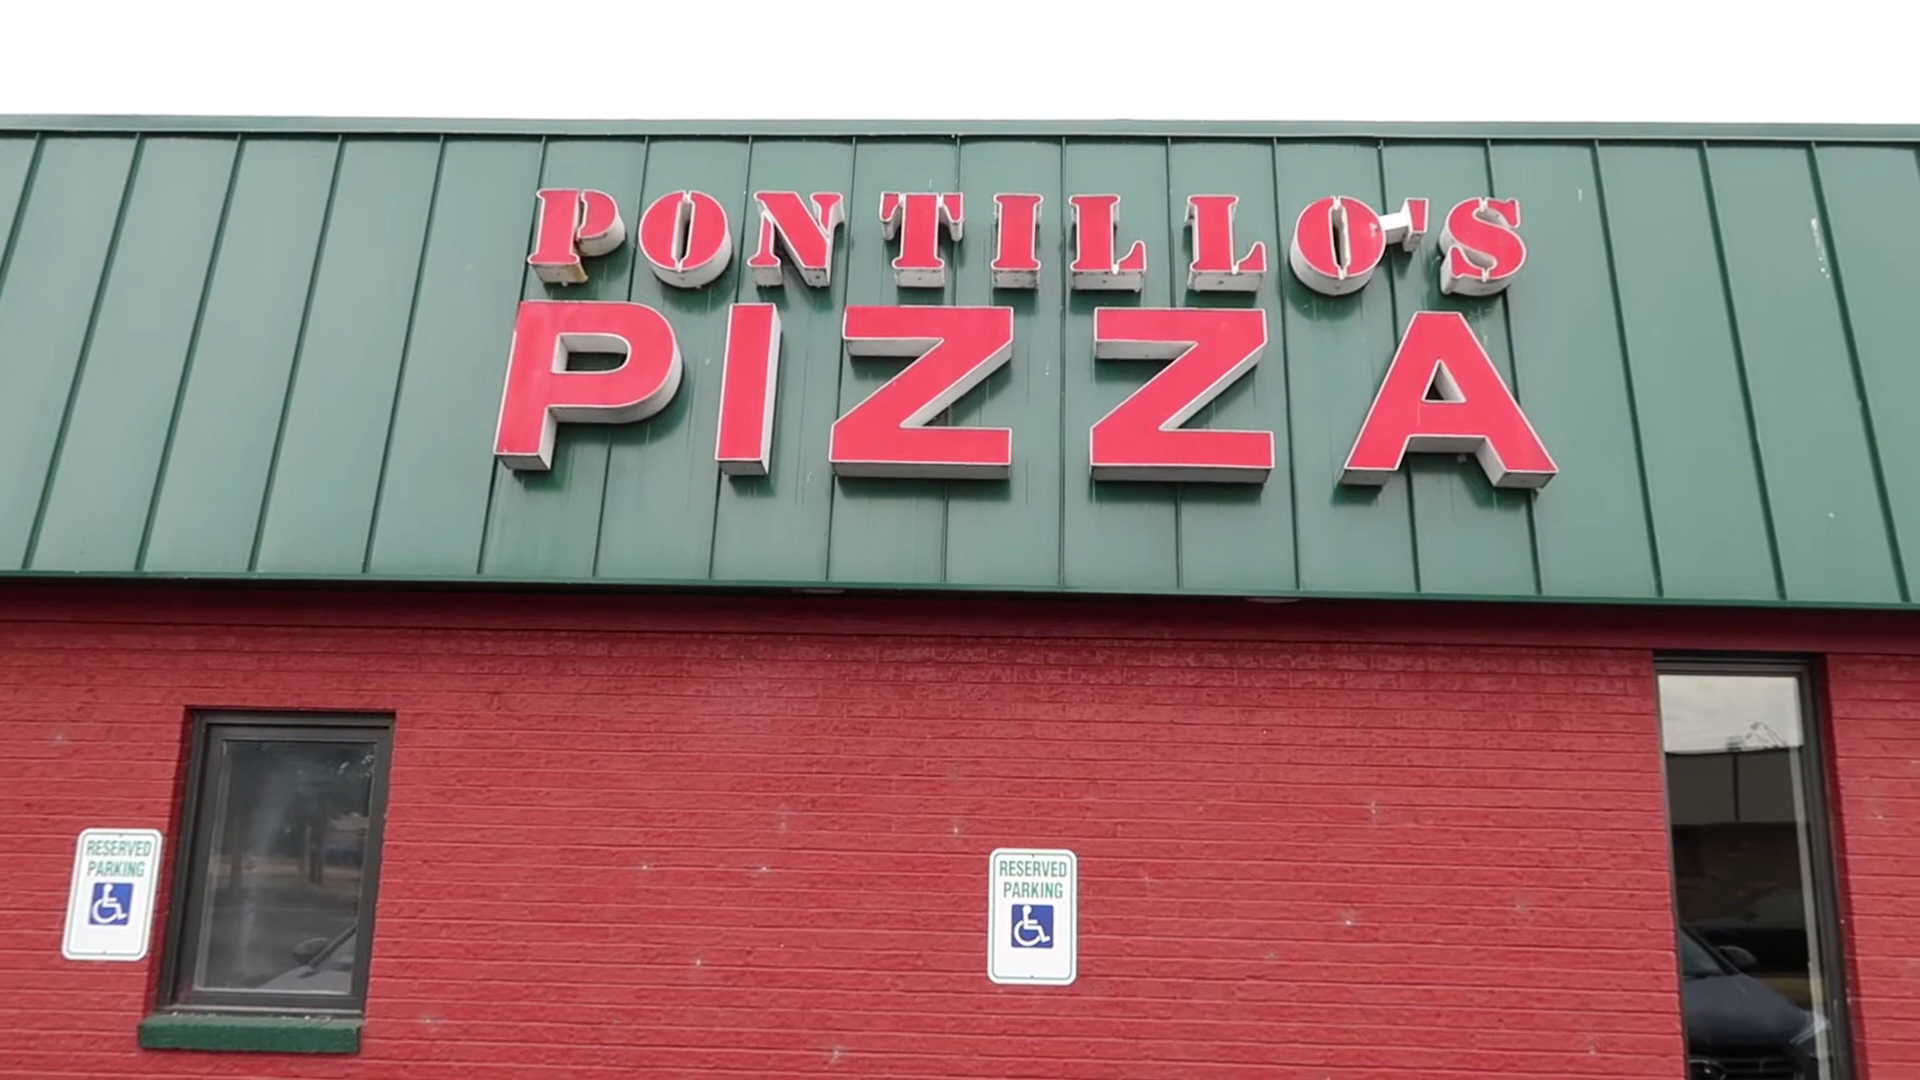 PONTILLO'S
PIZZA
RESERVED
PARKING
RESERVED
PARKING